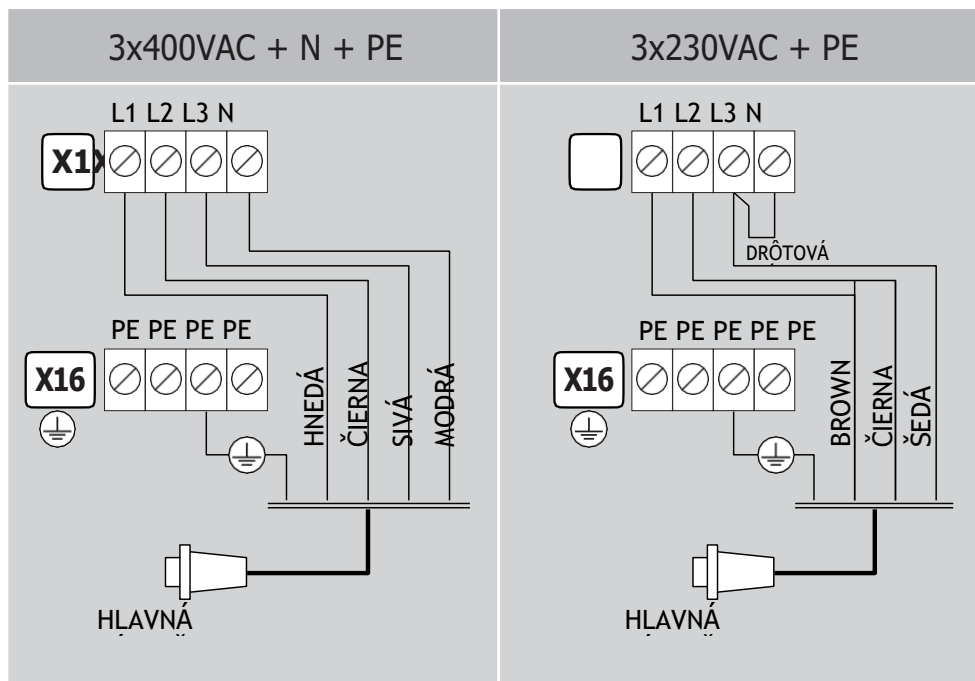 3x400VAC + N + PE
L1 L2 L3 N
X1
PE PE PE PE
X16
HNEDÁ
ČIERNA
SIVÁ
MODRÁ
HLAVNÁ
3x230VAC + PE
L1 L2 L3 N
DRÔTOVÁ
PE PE PE PE PE
X16
BROWN
ČIERNA
ŠEDÁ
HLAVNÁ